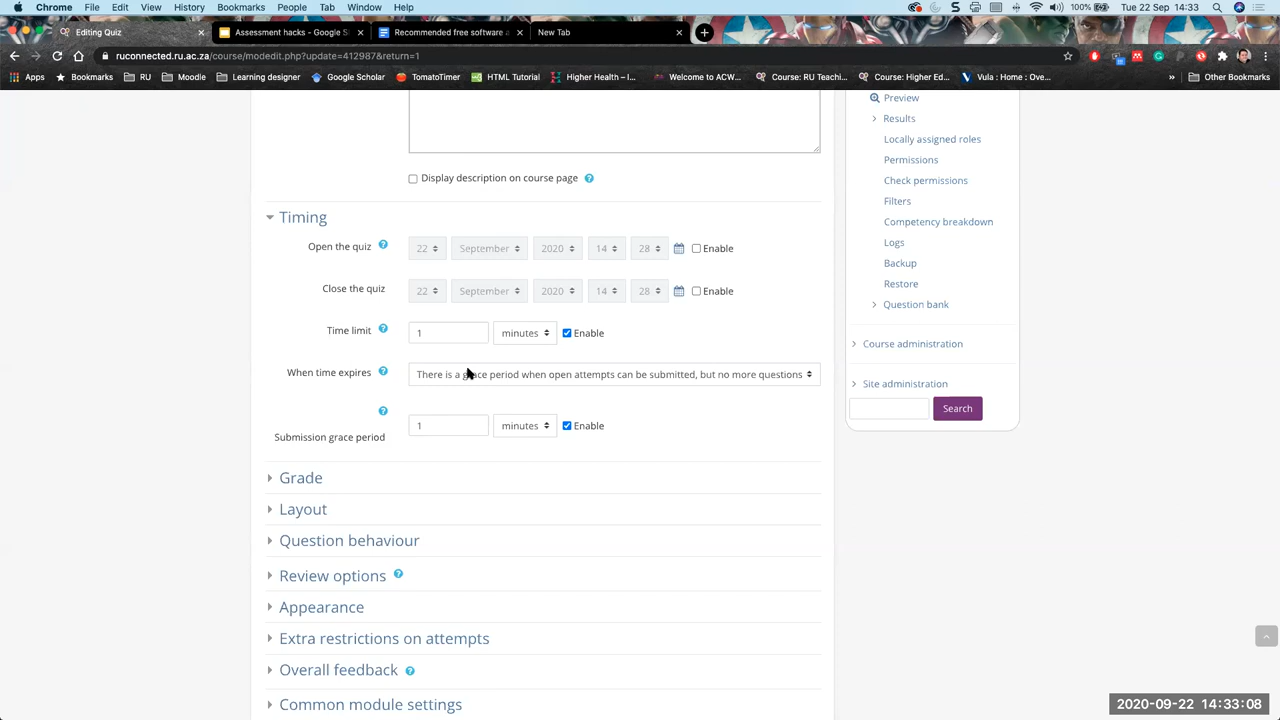 Chrome File Edit View History Bookmarks People Tab Window Help 100% Tue 22 Sep 14:33
Editing Quiz × Assessment hacks - Google S × Recommended free software a × New Tab × +
ruconnected.ru.ac.za/course/modedit.php?update=412987&return=1
Apps Bookmarks RU Moodle Learning designer Google Scholar TomatoTimer HTML Tutorial Higher Health – I... Welcome to ACW... Course: RU Teachi... Course: Higher Ed... Vula : Home : Ove... » Other Bookmarks
Preview
Results
Locally assigned roles
Permissions
Check permissions
Filters
Competency breakdown
Logs
Backup
Restore
Question bank
Course administration
Site administration
Search
Display description on course page ?
Timing
Open the quiz ? 22 September 2020 14 28 Enable
Close the quiz ? 22 September 2020 14 28 Enable
Time limit ? 1 minutes Enable
When time expires ? There is a grace period when open attempts can be submitted, but no more questions
? 1 minutes Enable
Submission grace period
Grade
Layout
Question behaviour
Review options ?
Appearance
Extra restrictions on attempts
Overall feedback ?
Common module settings
2020-09-22 14:33:08